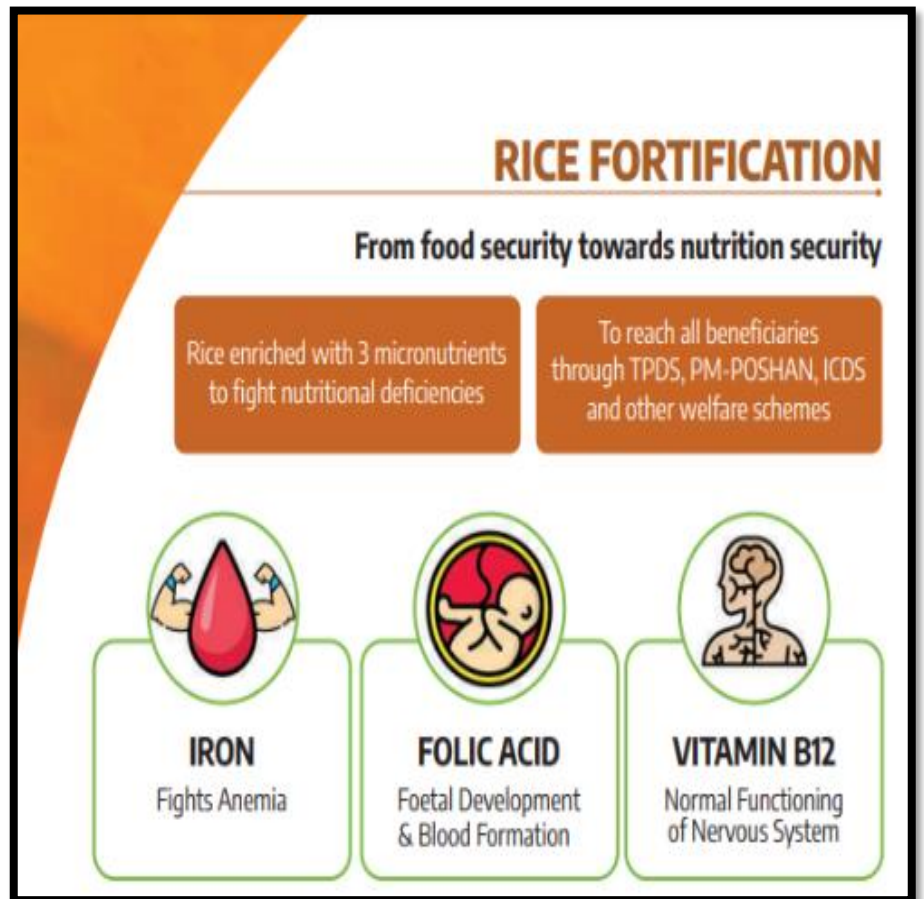 RICE FORTIFICATION
From food security towards nutrition security
Rice enriched with 3 micronutrients
to fight nutritional deficiencies
To reach all beneficiaries
through TPDS, PM-POSHAN, ICDS
and other welfare schemes
IRON
Fights Anemia
FOLIC ACID
Foetal Development
& Blood Formation
VITAMIN B12
Normal Functioning
of Nervous System